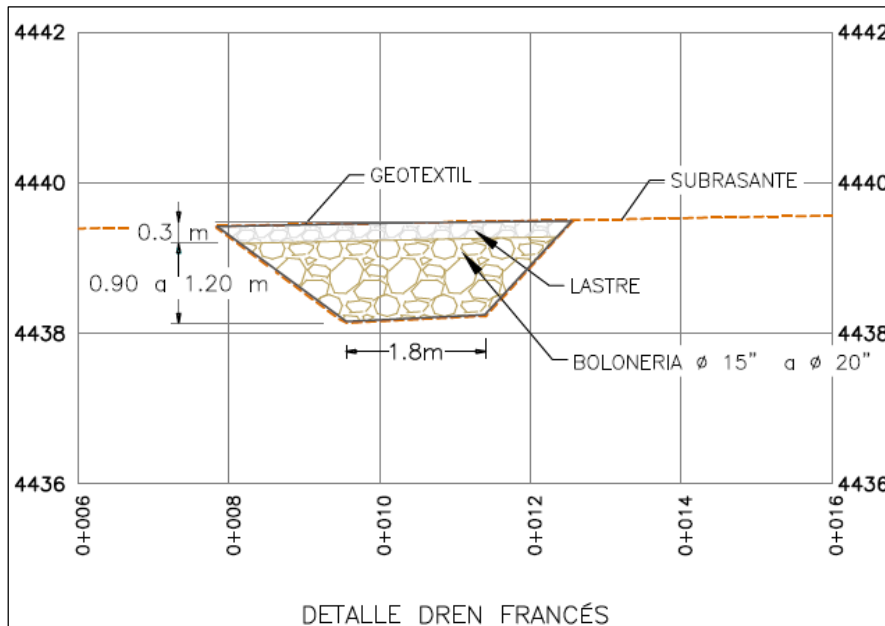 4442
4442
GEOTEXTIL
SUBRASANTE
4440
4440
0.3 m
0.90 a 1.20 m
LASTRE
4438
4438
1.8m
BOLONERIA ø 15" a ø 20"
4436
4436
0+006
0+008
0+010
0+012
0+014
0+016
DETALLE DREN FRANCÉS